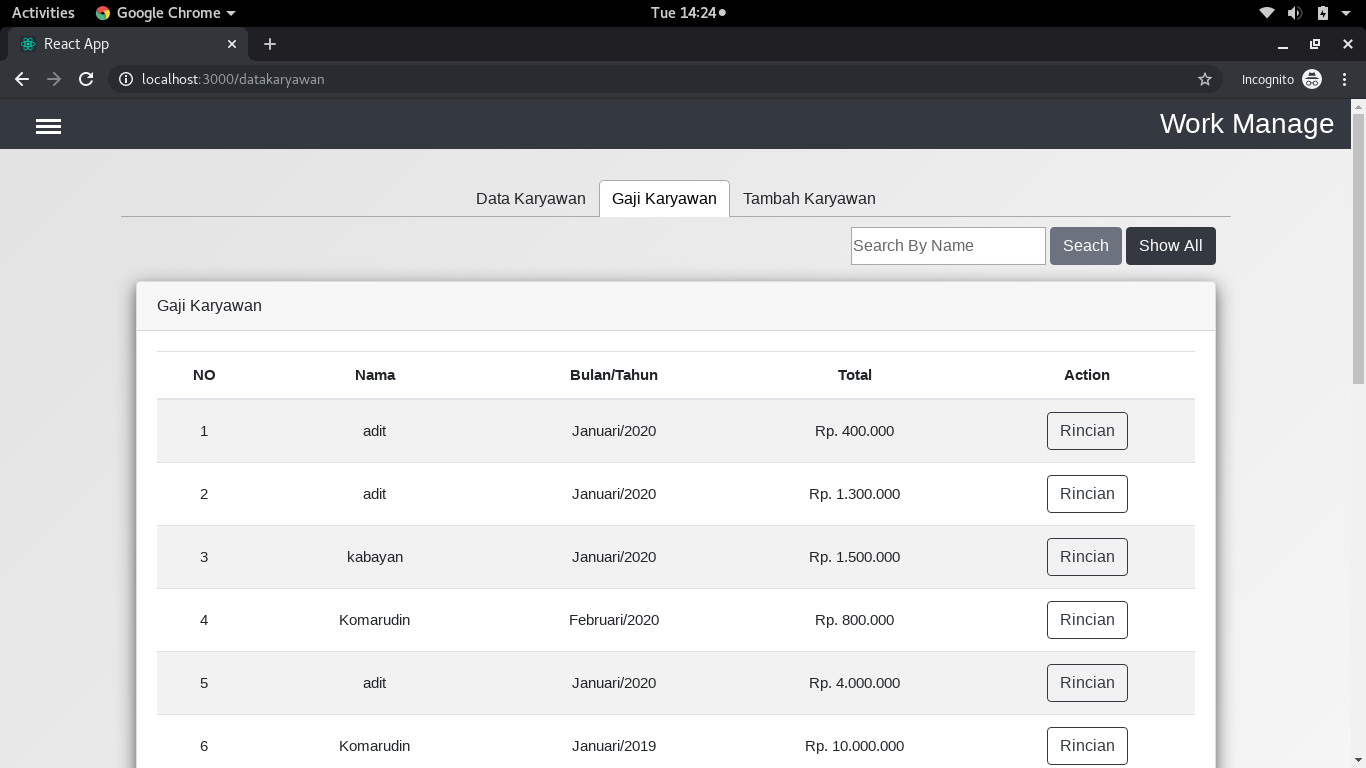 Activities Google Chrome Tue 14:24
React App
localhost:3000/datakaryawan Incognito
Work Manage
Data Karyawan Gaji Karyawan Tambah Karyawan
Search By Name Seach Show All
Gaji Karyawan
NO Nama Bulan/Tahun Total Action
1 adit Januari/2020 Rp. 400.000 Rincian
2 adit Januari/2020 Rp. 1.300.000 Rincian
3 kabayan Januari/2020 Rp. 1.500.000 Rincian
4 Komarudin Februari/2020 Rp. 800.000 Rincian
5 adit Januari/2020 Rp. 4.000.000 Rincian
6 Komarudin Januari/2019 Rp. 10.000.000 Rincian